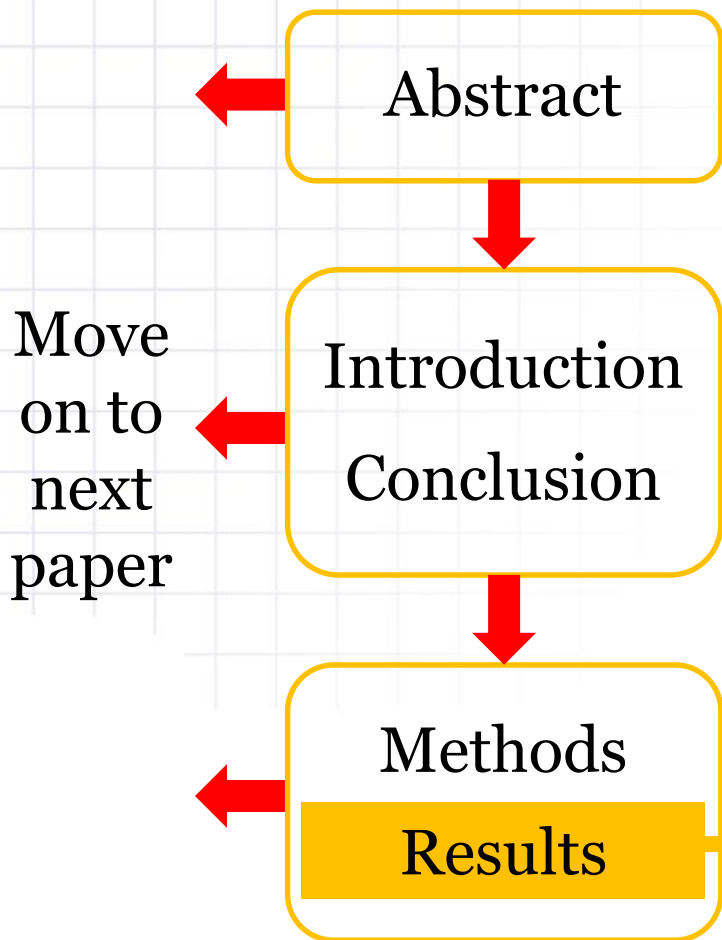 Abstract
Introduction
Conclusion
Move
on to
next
paper
Methods
Results